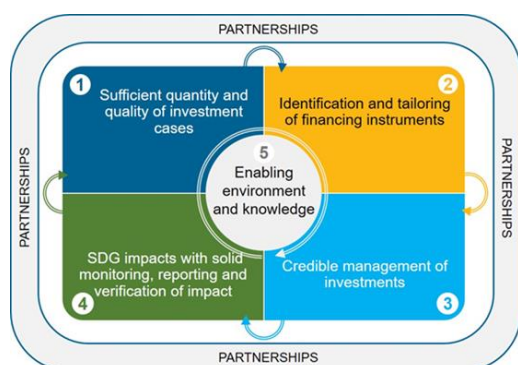 PARTNERSHIPS
1
Sufficient quantity and
quality of investment
cases
2
Identification and tailoring
of financing instruments
PARTNERSHIPS
PARTNERSHIPS
5
Enabling
environment
and knowledge
SDG impacts with solid
monitoring, reporting and
verification of impact
4
Credible management of
investments
3
PARTNERSHIPS